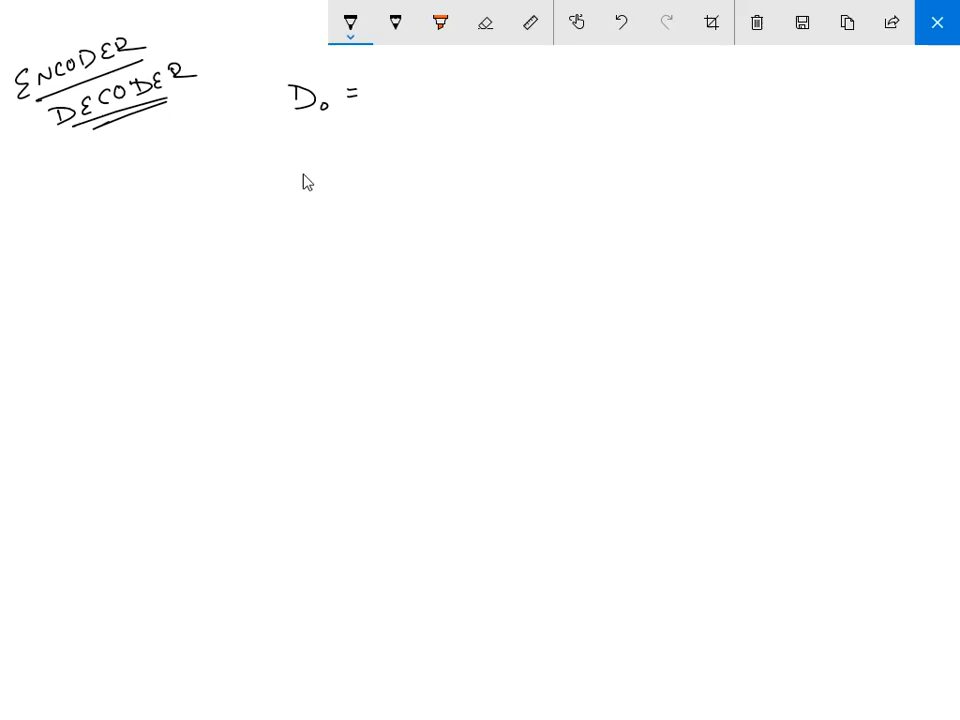 ENCODER
DECODER
D₀ =